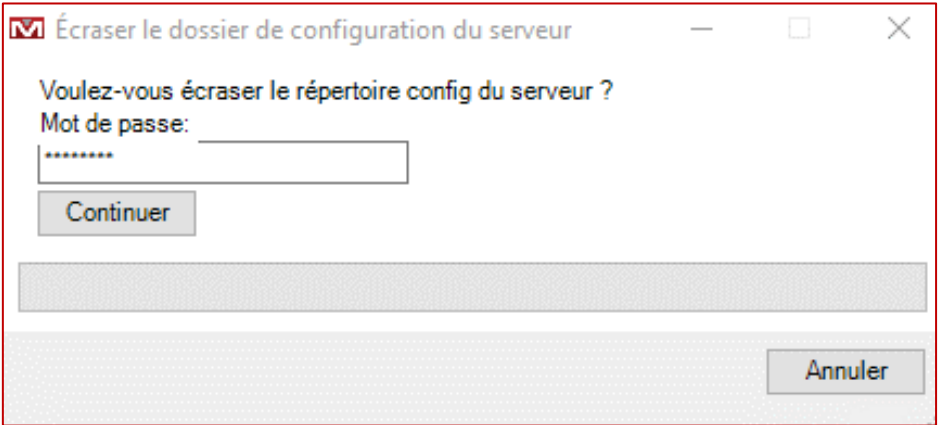 Écraser le dossier de configuration du serveur
Voulez-vous écraser le répertoire config du serveur ?
Mot de passe:
********
Continuer
Annuler